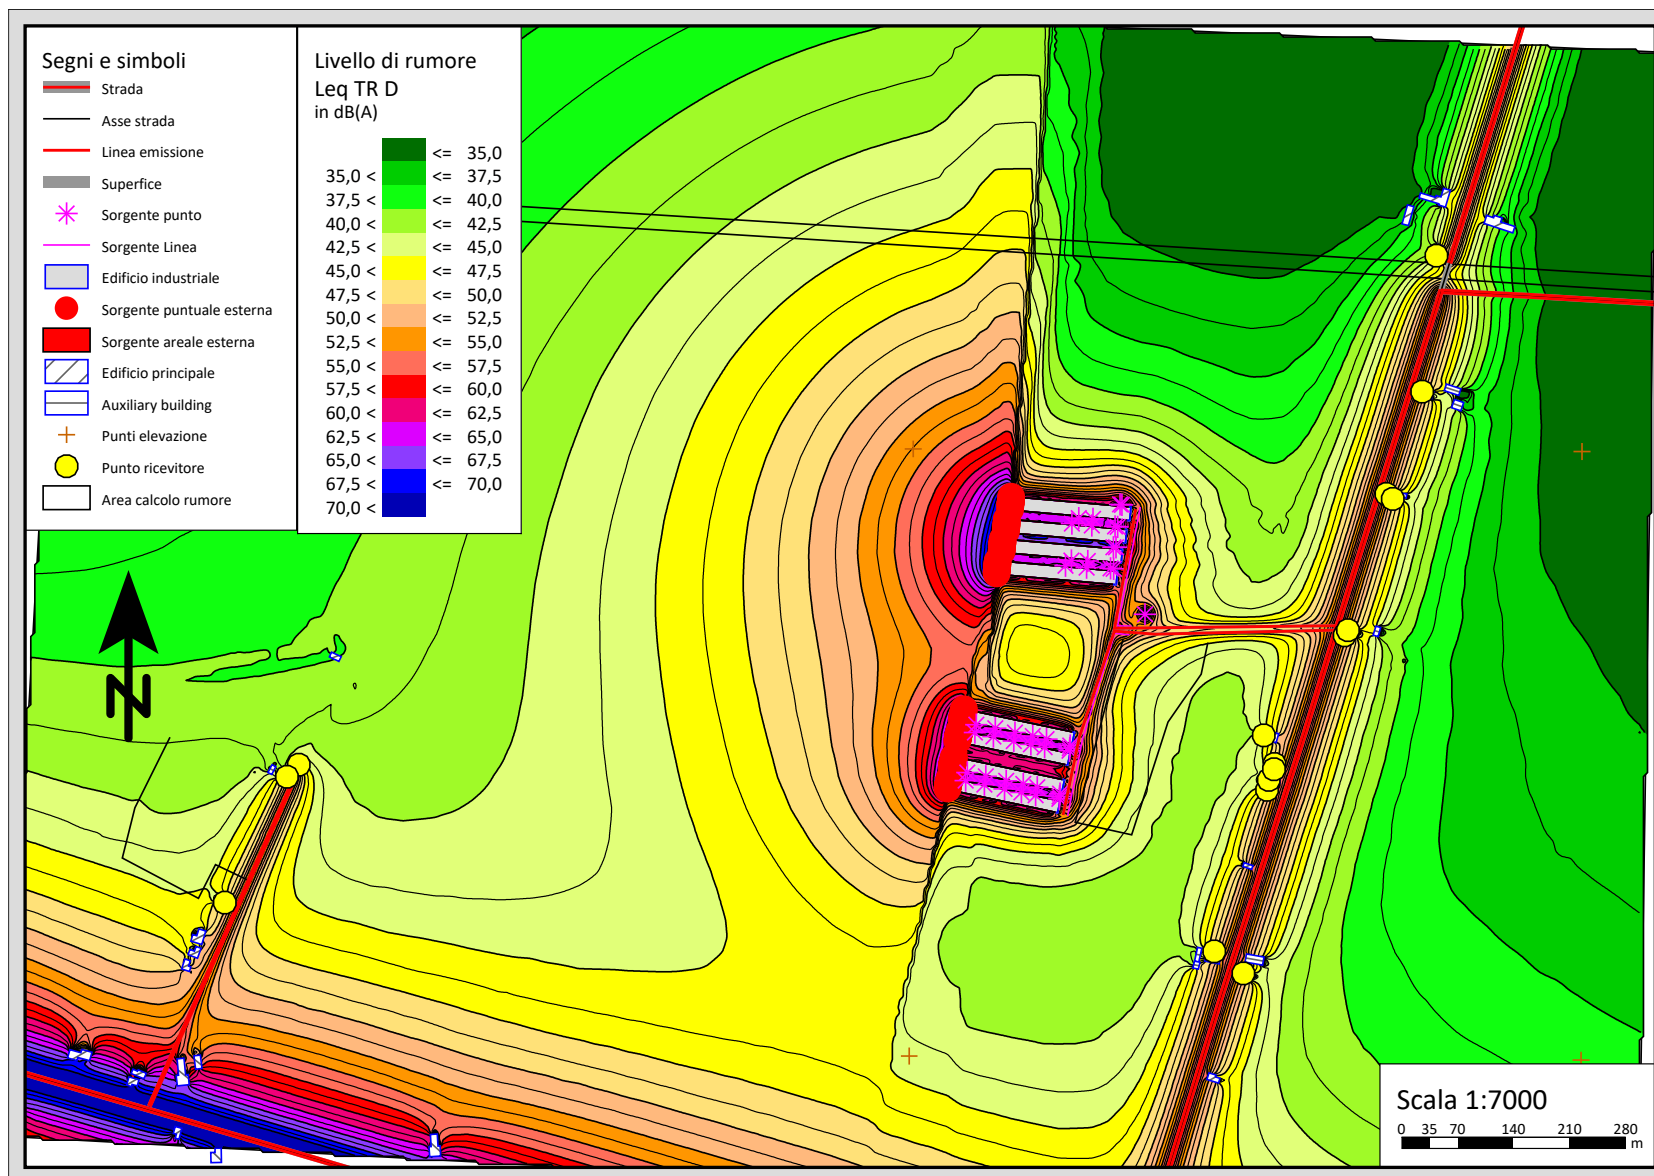 Segni e simboli
Strada
Asse strada
Linea emissione
Superfice
Sorgente punto
Sorgente Linea
Edificio industriale
Sorgente puntuale esterna
Sorgente areale esterna
Edificio principale
Auxiliary building
Punti elevazione
Punto ricevitore
Area calcolo rumore
Livello di rumore
Leq TR D
in dB(A)
<= 35,0
35,0 < <= 37,5
37,5 < <= 40,0
40,0 < <= 42,5
42,5 < <= 45,0
45,0 < <= 47,5
47,5 < <= 50,0
50,0 < <= 52,5
52,5 < <= 55,0
55,0 < <= 57,5
57,5 < <= 60,0
60,0 < <= 62,5
62,5 < <= 65,0
65,0 < <= 67,5
67,5 < <= 70,0
70,0 <
N
Scala 1:7000
0 35 70 140 210 280
m